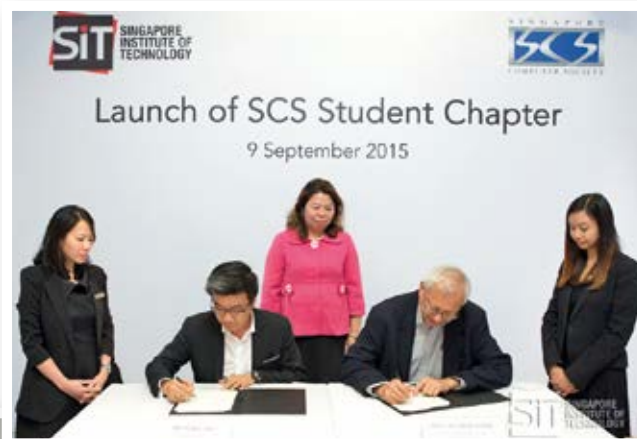 SiT
SINGAPORE
INSTITUTE OF
TECHNOLOGY
SINGAPORE
SCS
COMPUTER SOCIETY
Launch of SCS Student Chapter
9 September 2015
SiT
SINGAPORE
INSTITUTE OF
TECHNOLOGY